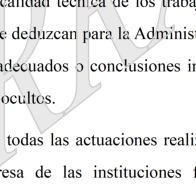 calidad técnica de los traba
e deduzcan para la Administ
adecuados o conclusiones in
ocultos.
todas las actuaciones realiz
resa de las instituciones f